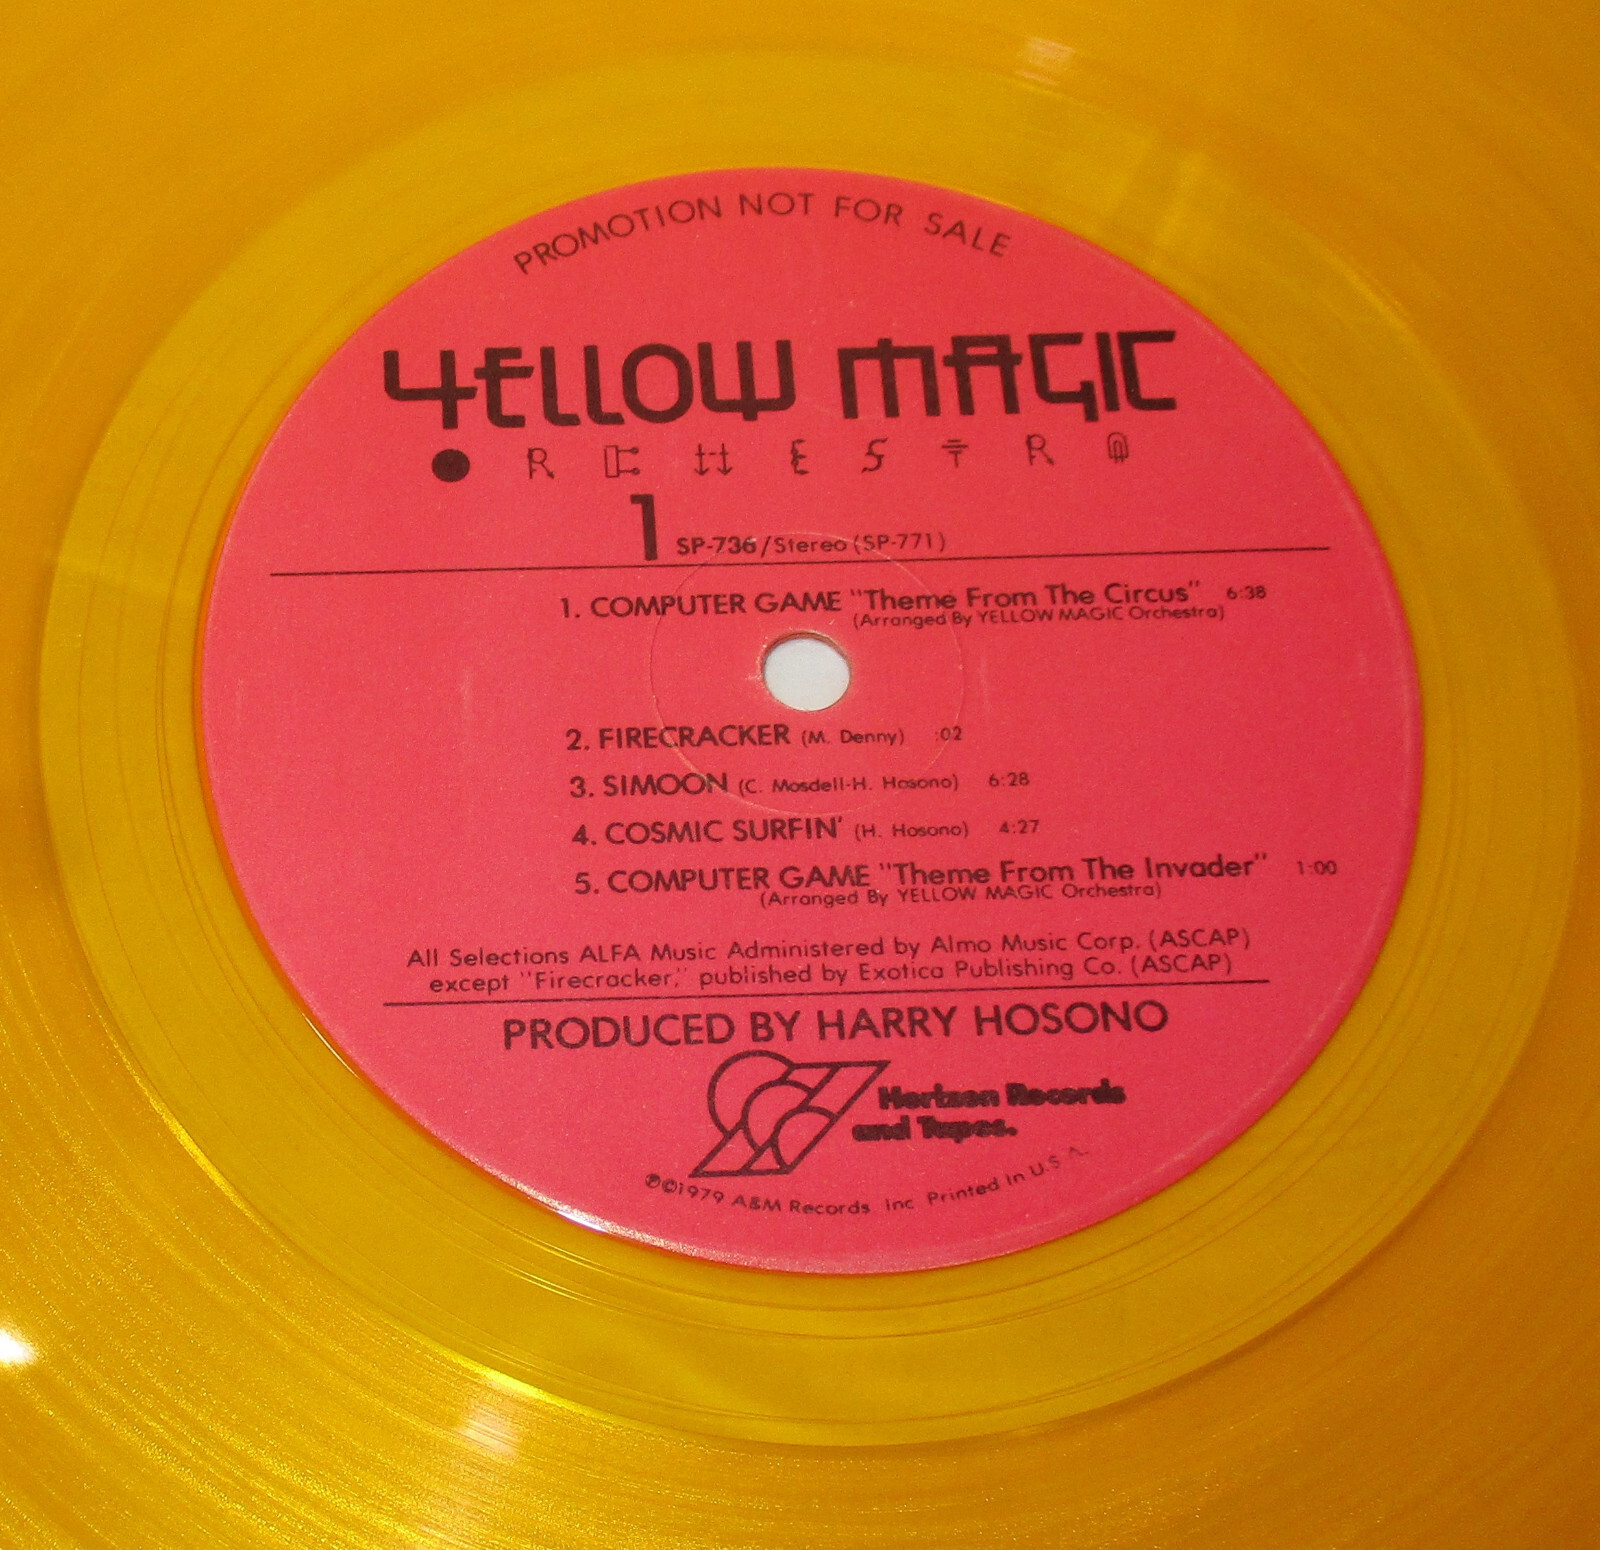 PROMOTION NOT FOR SALE
YELLOW MAGIC
ORCHESTRA
1 SP-736/Stereo (SP-771)
1. COMPUTER GAME "Theme From The Circus" 6:38
(Arranged By YELLOW MAGIC Orchestra)
2. FIRECRACKER (M. Denny) :02
3. SIMOON (C. Mosdell-H. Hosono) 6:28
4. COSMIC SURFIN' (H. Hosono) 4:27
5. COMPUTER GAME "Theme From The Invader" 1:00
(Arranged By YELLOW MAGIC Orchestra)
All Selections ALFA Music Administered by Almo Music Corp. (ASCAP)
except "Firecracker," published by Exotica Publishing Co. (ASCAP)
PRODUCED BY HARRY HOSONO
Horizon Records
and Tapes.
℗©1979 A&M Records Inc Printed In U.S.A.